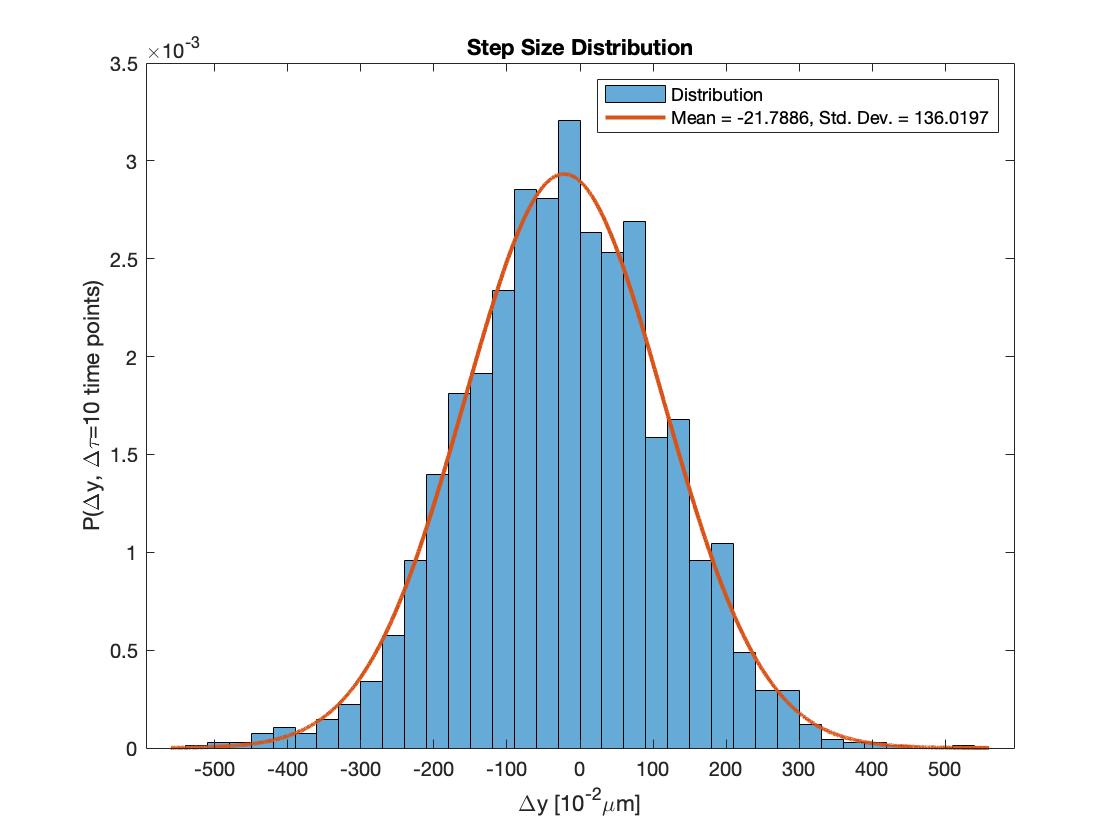 Step Size Distribution
×10⁻³
Distribution
Mean = -21.7886, Std. Dev. = 136.0197
P(Δy, Δτ=10 time points)
3.5
3
2.5
2
1.5
1
0.5
0
-500 -400 -300 -200 -100 0 100 200 300 400 500
Δy [10⁻²μm]